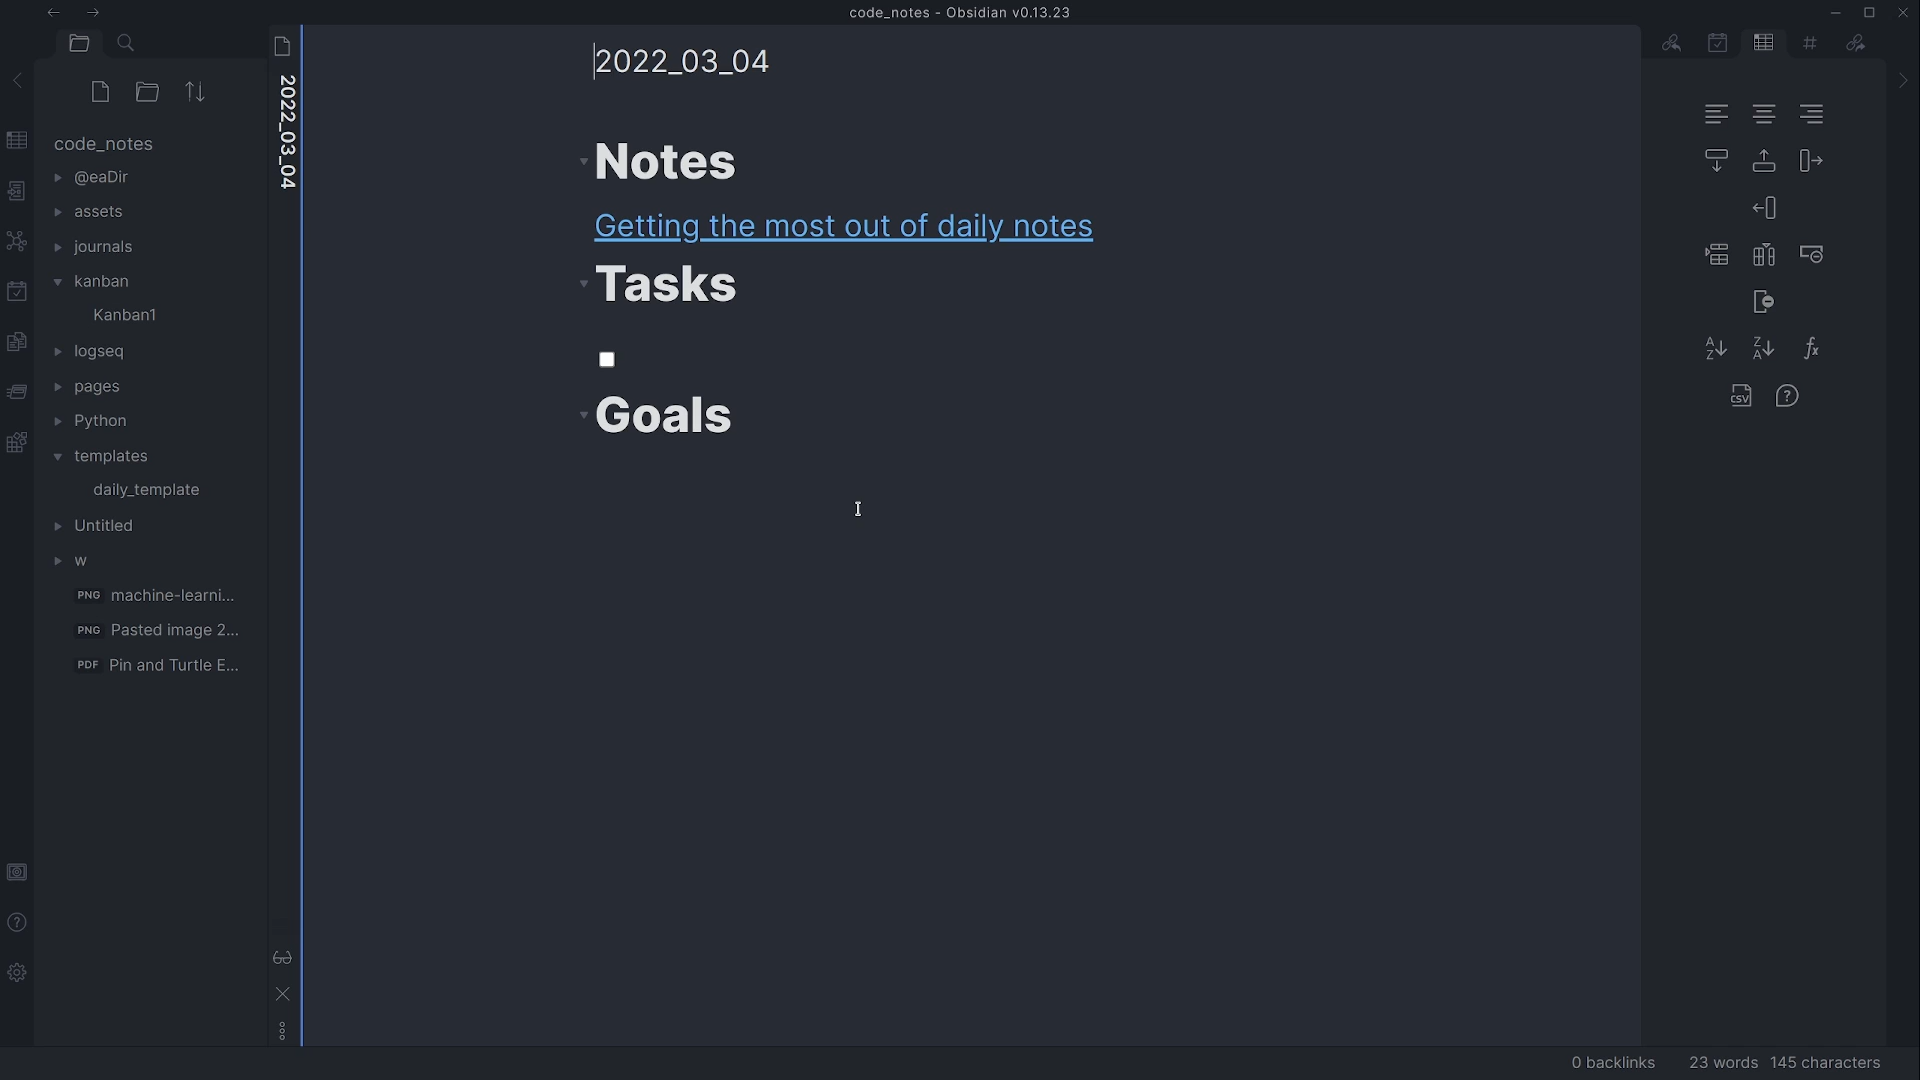 code_notes - Obsidian v0.13.23
code_notes
@eaDir
assets
journals
kanban
Kanban1
logseq
pages
Python
templates
daily_template
Untitled
w
PNG machine-learni...
PNG Pasted image 2...
PDF Pin and Turtle E...
2022_03_04
2022_03_04
Notes
Getting the most out of daily notes
Tasks
Goals
A
Z
Z
A
fx
CSV
0 backlinks 23 words 145 characters